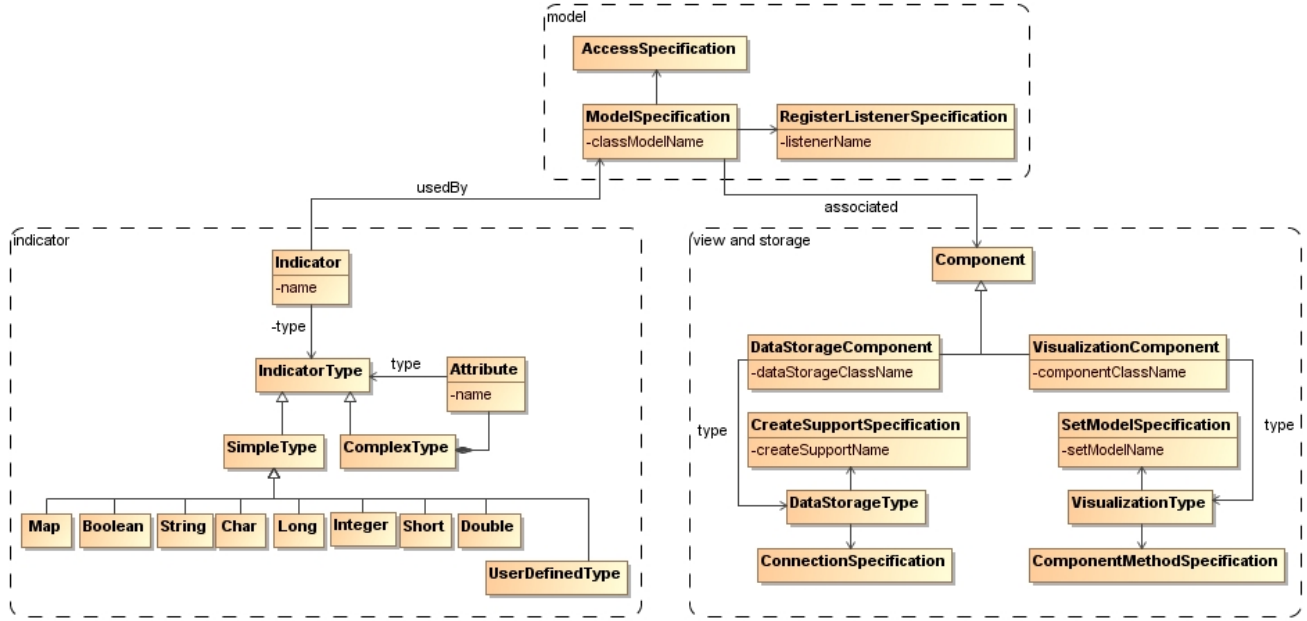 model
AccessSpecification
ModelSpecification
-classModelName
RegisterListenerSpecification
-listenerName
usedBy
associated
indicator
Indicator
-name
-type
IndicatorType
type
Attribute
-name
SimpleType
ComplexType
Map
Boolean
String
Char
Long
Integer
Short
Double
UserDefinedType
view and storage
Component
DataStorageComponent
-dataStorageClassName
VisualizationComponent
-componentClassName
type
CreateSupportSpecification
-createSupportName
SetModelSpecification
-setModelName
type
DataStorageType
VisualizationType
ConnectionSpecification
ComponentMethodSpecification